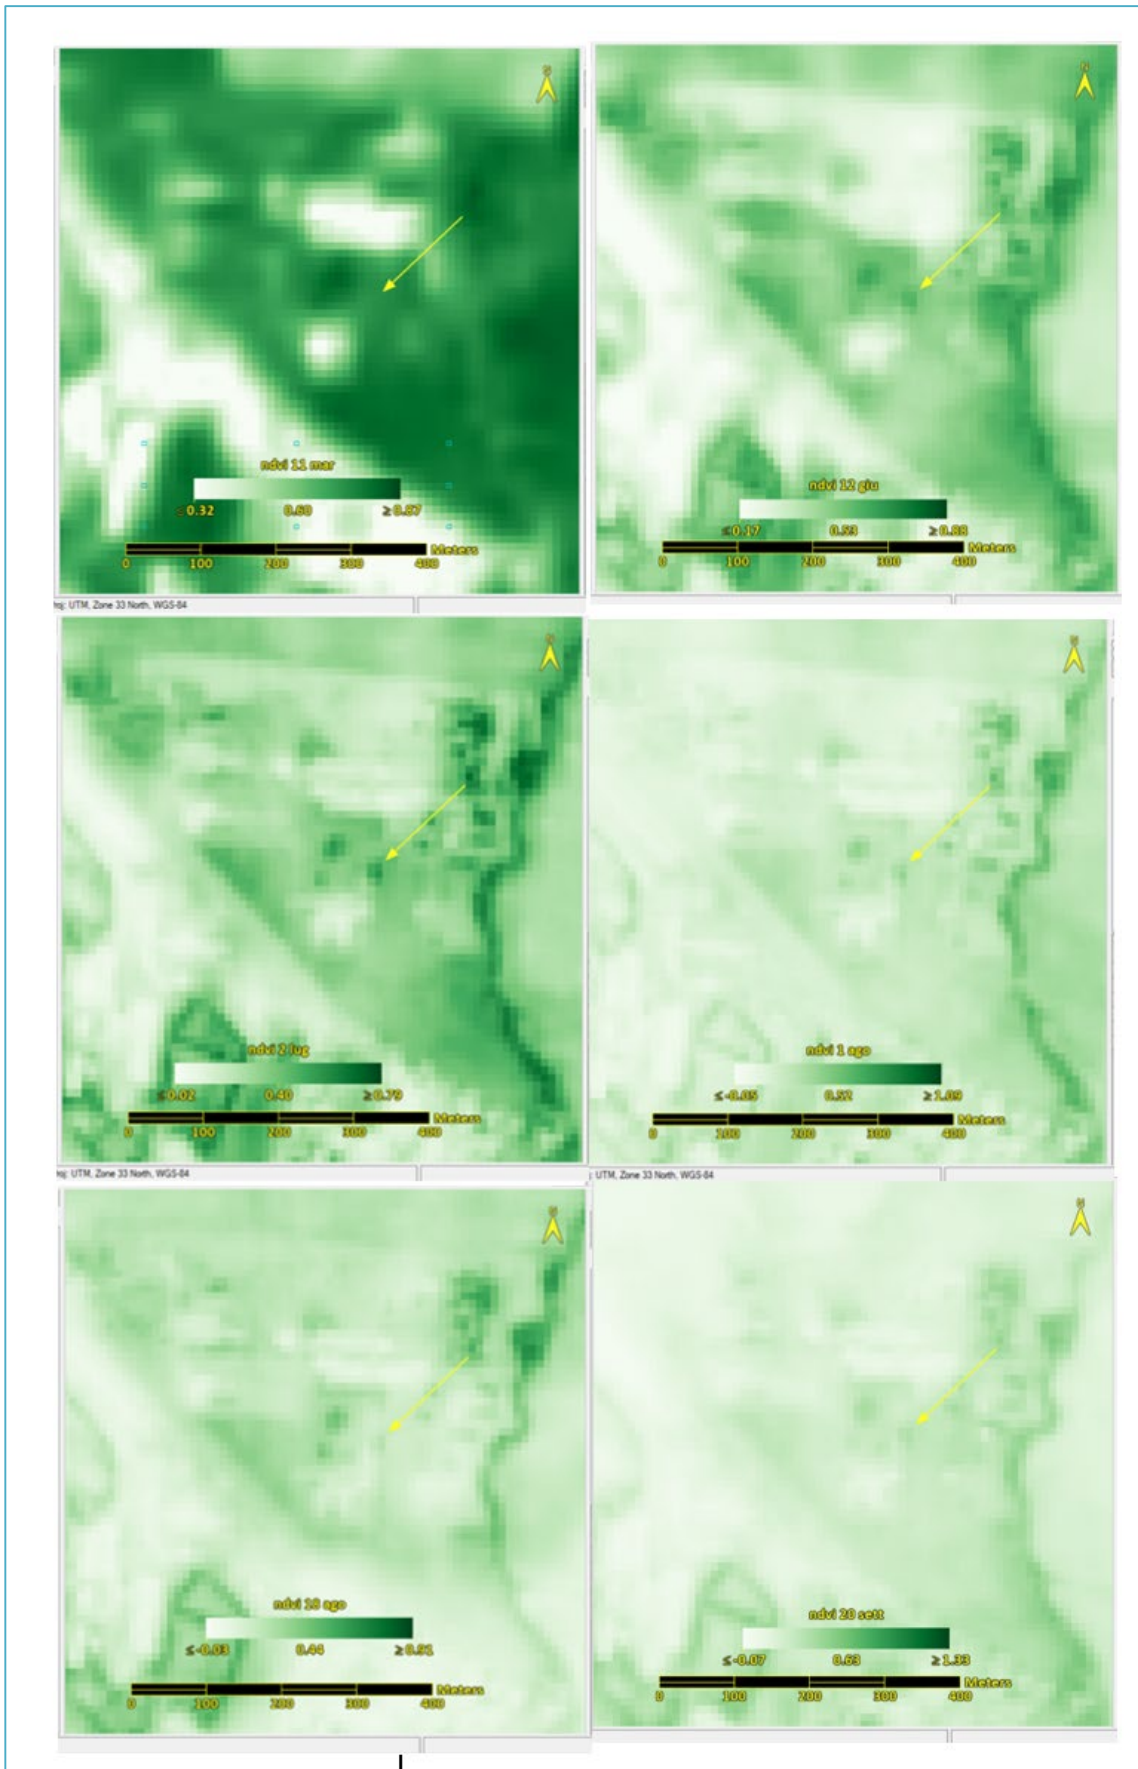 N
ndvi 11 mar
≤0.32 0.60 ≥0.87
Meters
0 100 200 300 400
N
ndvi 12 giu
≤0.17 0.53 ≥0.88
Meters
0 100 200 300 400
roj: UTM, Zone 33 North, WGS-84
N
ndvi 2 lug
≤0.02 0.40 ≥0.79
Meters
0 100 200 300 400
N
ndvi 1 ago
≤-0.05 0.52 ≥1.09
Meters
0 100 200 300 400
roj: UTM, Zone 33 North, WGS-84
: UTM, Zone 33 North, WGS-84
N
ndvi 18 ago
≤-0.03 0.44 ≥0.91
Meters
0 100 200 300 400
N
ndvi 20 sett
≤-0.07 0.63 ≥1.33
Meters
0 100 200 300 400